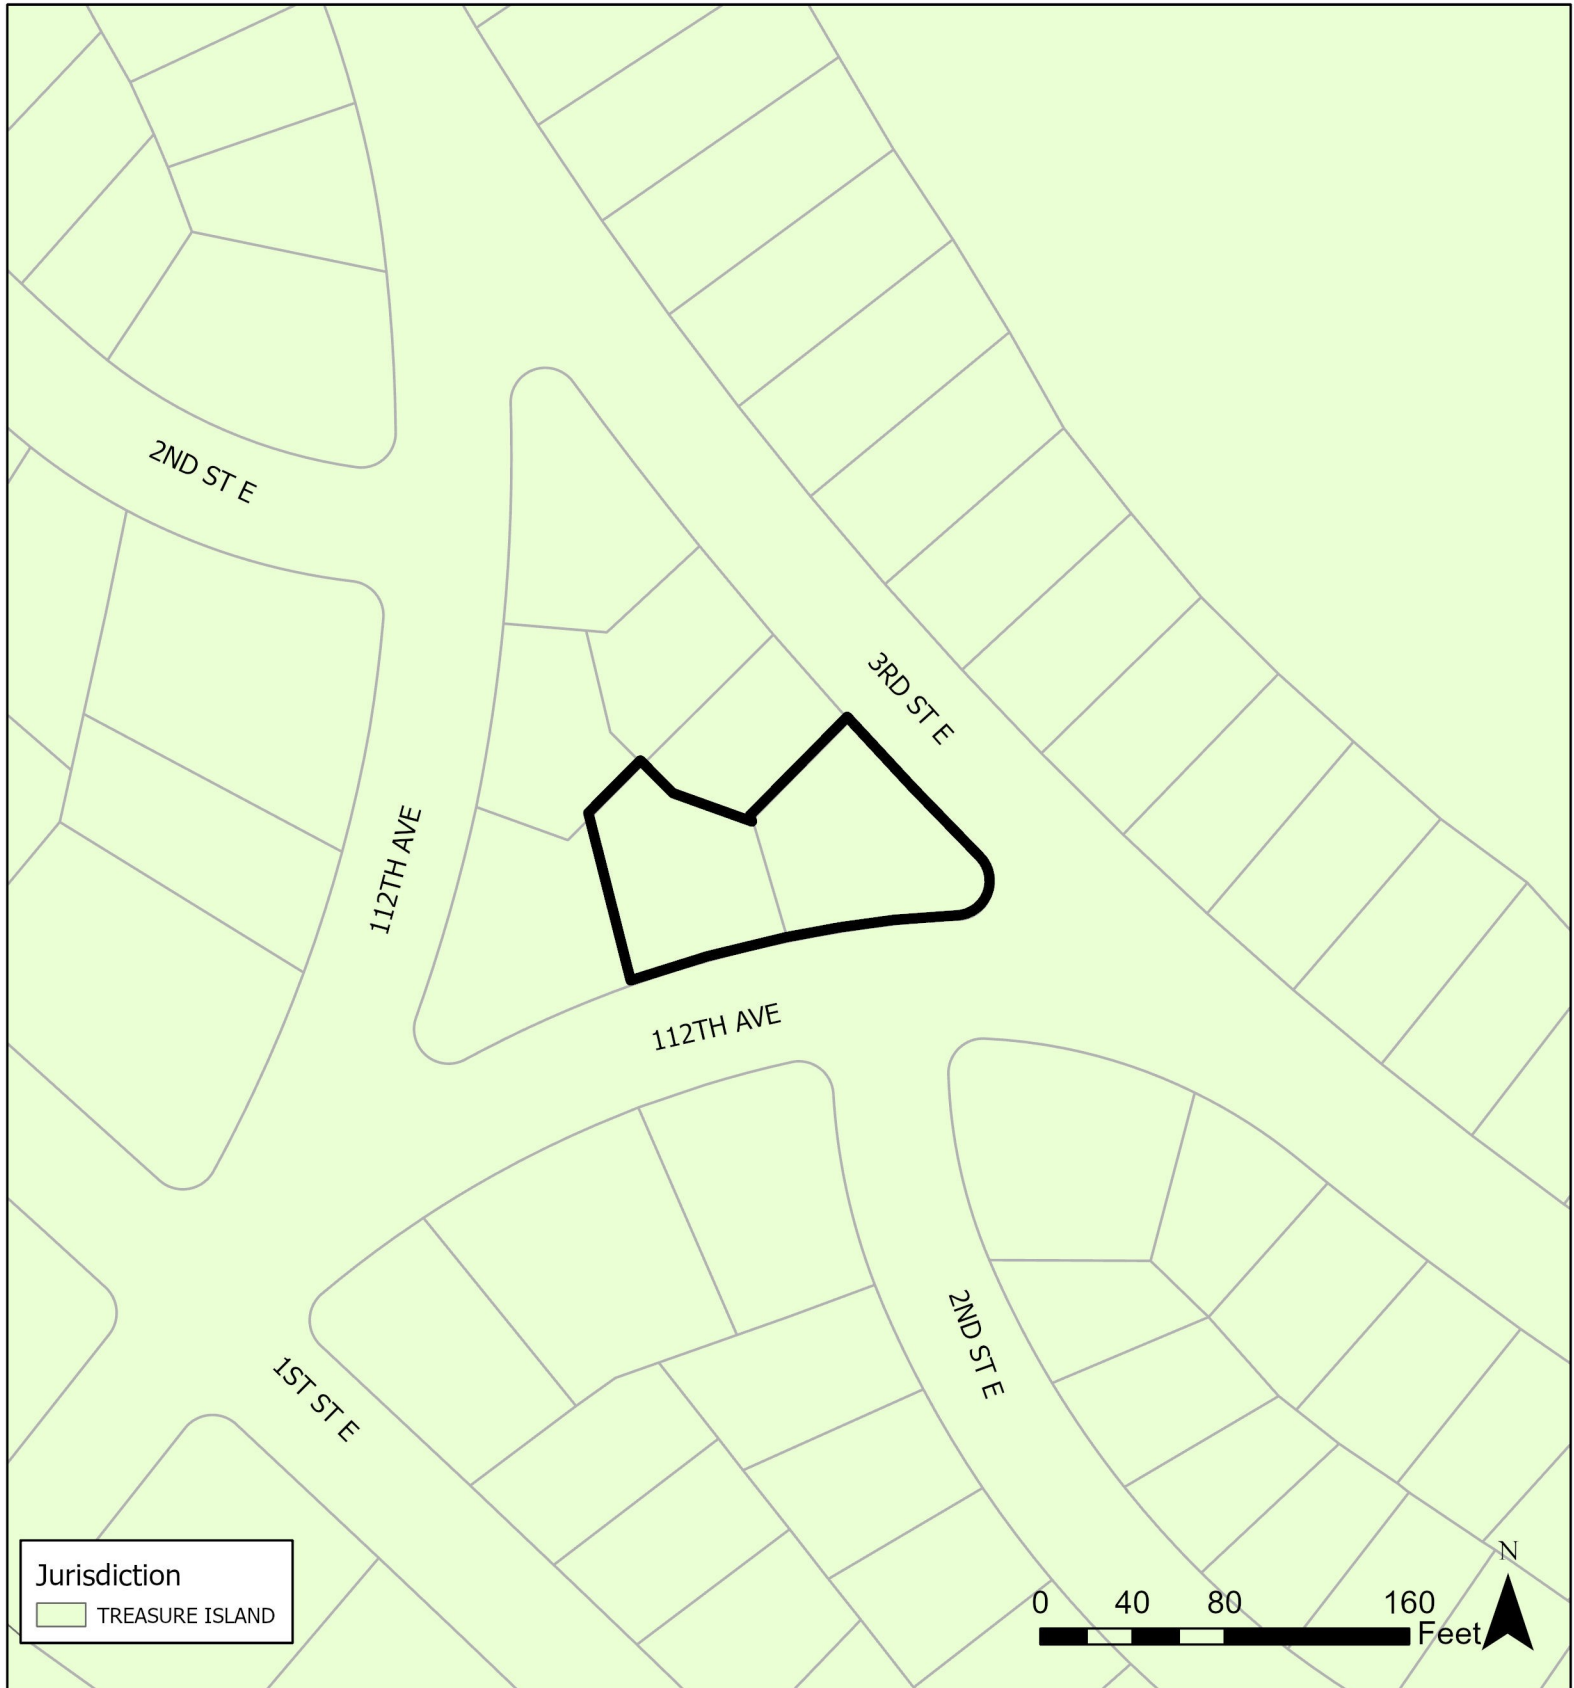 2ND ST E
3RD ST E
112TH AVE
112TH AVE
2ND ST E
1ST ST E
Jurisdiction
TREASURE ISLAND
N
0 40 80 160
Feet